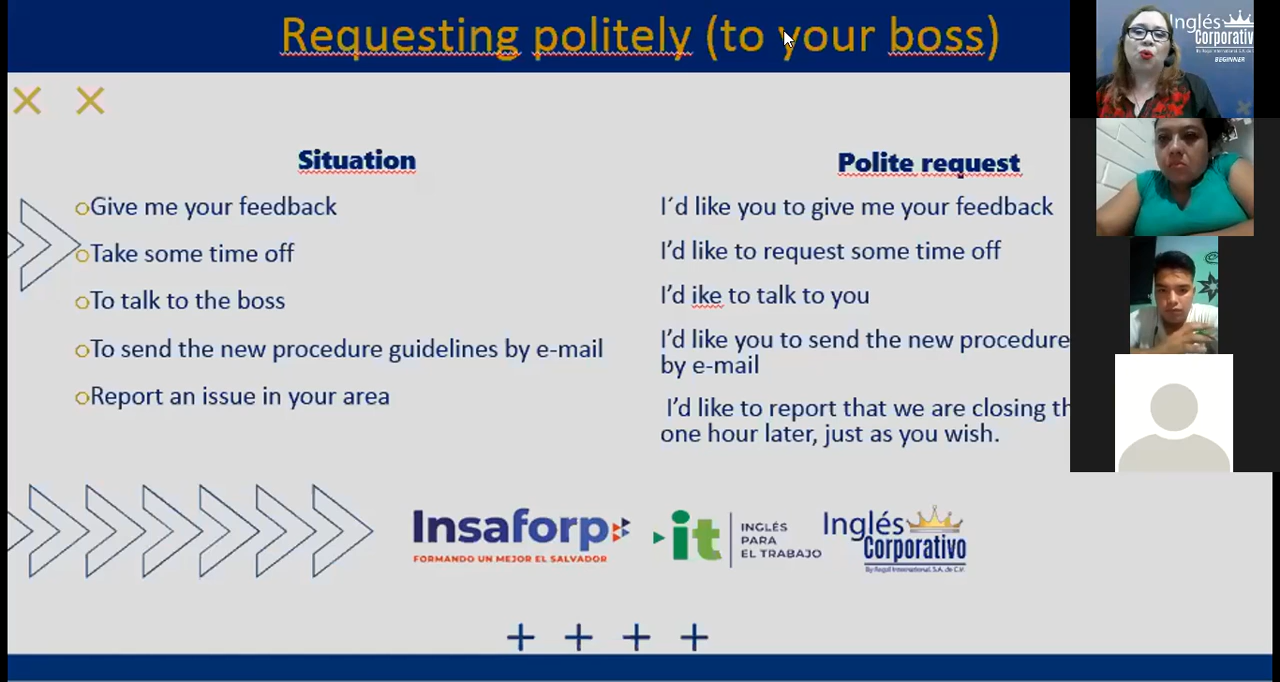 Requesting politely (to your boss)
Situation
Give me your feedback
Take some time off
To talk to the boss
To send the new procedure guidelines by e-mail
Report an issue in your area
Polite request
I´d like you to give me your feedback
I'd like to request some time off
I'd ike to talk to you
I'd like you to send the new procedure
by e-mail
I'd like to report that we are closing th
one hour later, just as you wish.
Insaforp
FORMANDO UN MEJOR EL SALVADOR
it
INGLÉS
PARA
EL TRABAJO
Inglés
Corporativo
By Regall International, S.A. de C.V.
Inglés
Corporativo
BEGINNER